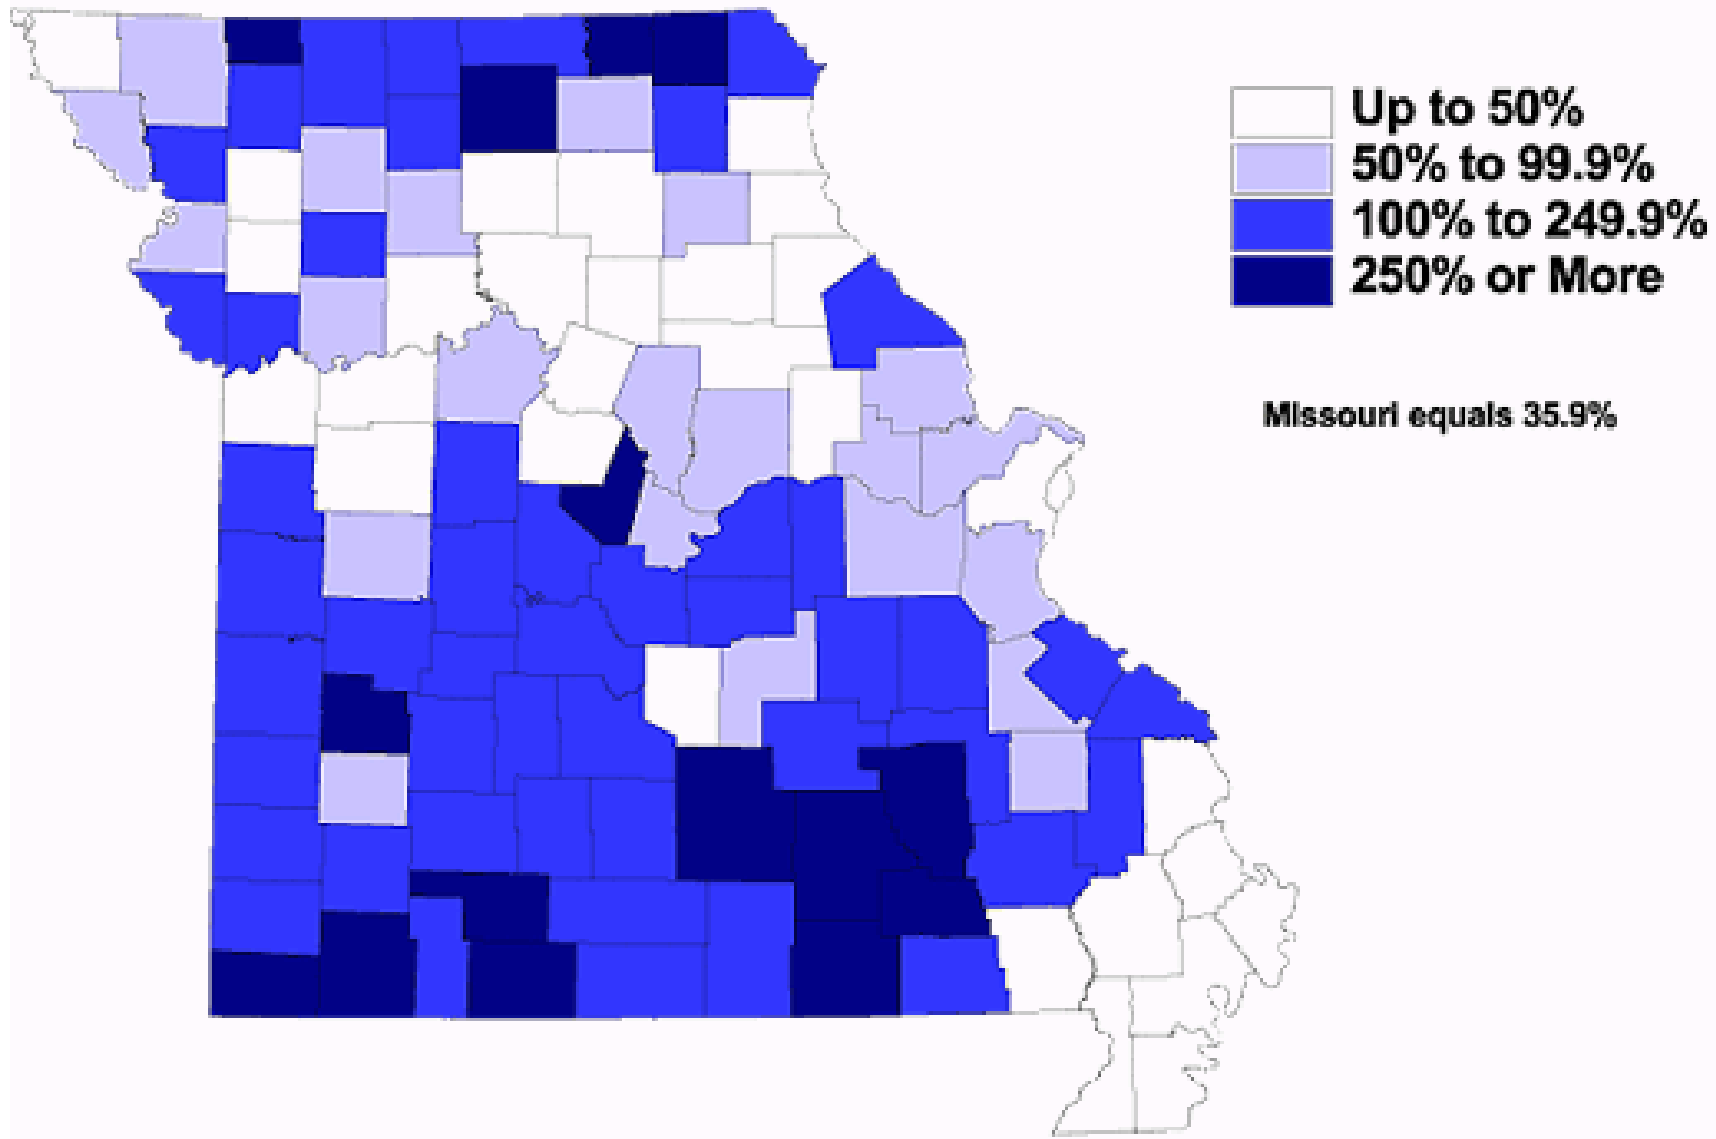 Up to 50%
50% to 99.9%
100% to 249.9%
250% or More
Missouri equals 35.9%